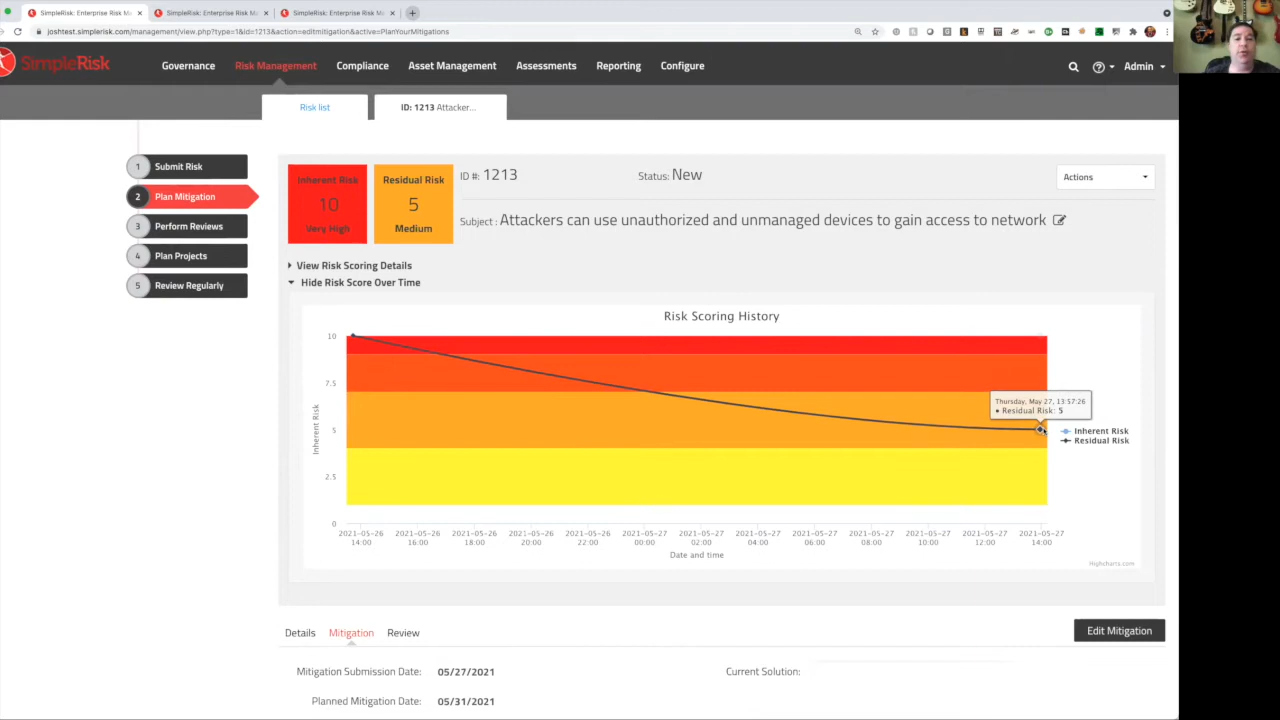 SimpleRisk: Enterprise Risk Ma
SimpleRisk: Enterprise Risk Ma
SimpleRisk: Enterprise Risk Ma
joshtest.simplerisk.com/management/view.php?type=1&id=1213&action=editmitigation&active=PlanYourMitigations
SimpleRisk
Governance
Risk Management
Compliance
Asset Management
Assessments
Reporting
Configure
Admin
Risk list
ID: 1213 Attacker...
1 Submit Risk
2 Plan Mitigation
3 Perform Reviews
4 Plan Projects
5 Review Regularly
Inherent Risk
10
Very High
Residual Risk
5
Medium
ID #: 1213
Status: New
Actions
Subject : Attackers can use unauthorized and unmanaged devices to gain access to network
View Risk Scoring Details
Hide Risk Score Over Time
Risk Scoring History
Inherent Risk
10
7.5
5
2.5
0
Thursday, May 27, 13:57:26
Residual Risk: 5
Inherent Risk
Residual Risk
2021-05-26 14:00
2021-05-26 16:00
2021-05-26 18:00
2021-05-26 20:00
2021-05-26 22:00
2021-05-27 00:00
2021-05-27 02:00
2021-05-27 04:00
2021-05-27 06:00
2021-05-27 08:00
2021-05-27 10:00
2021-05-27 12:00
2021-05-27 14:00
Date and time
Highcharts.com
Details
Mitigation
Review
Edit Mitigation
Mitigation Submission Date: 05/27/2021
Current Solution:
Planned Mitigation Date: 05/31/2021